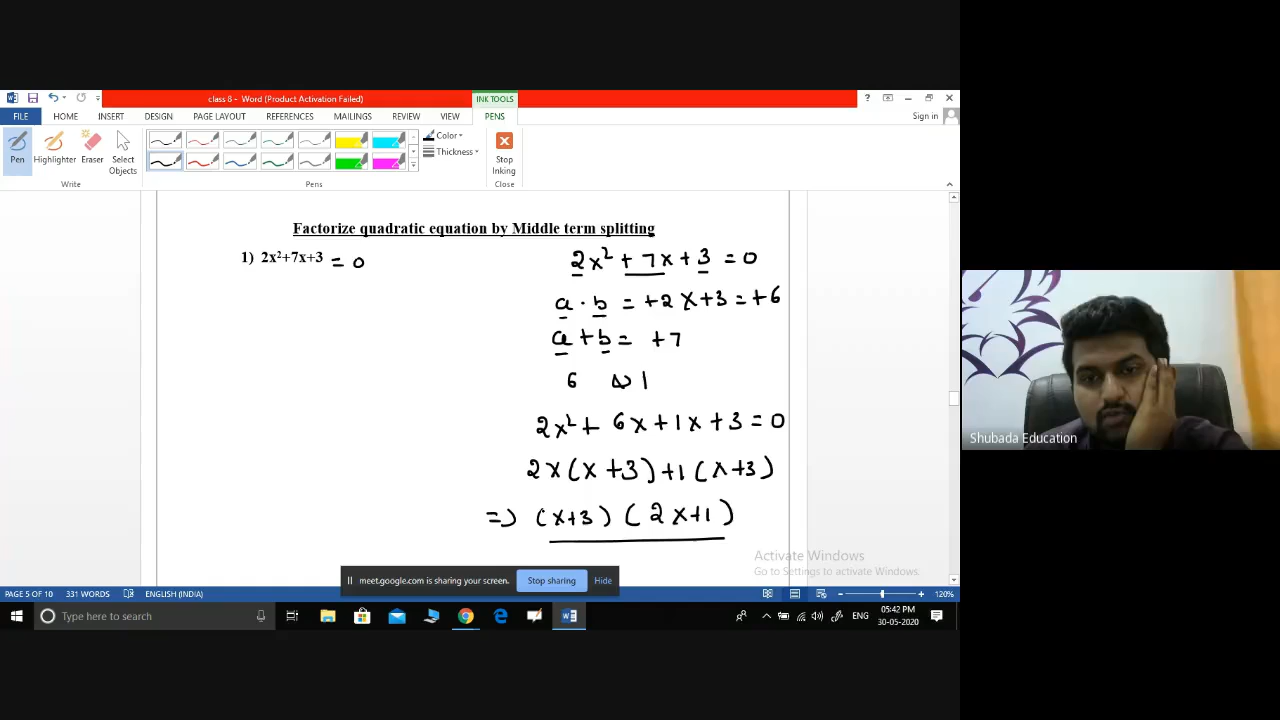 class 8 - Word (Product Activation Failed)
INK TOOLS
Sign in
FILE HOME INSERT DESIGN PAGE LAYOUT REFERENCES MAILINGS REVIEW VIEW PENS
Pen Highlighter Eraser Select Objects
Color
Thickness
Stop Inking
Write Pens Close
Factorize quadratic equation by Middle term splitting
1) 2x²+7x+3 = 0
2x² + 7x + 3 = 0
a · b = +2 x +3 = +6
a + b = +7
6 1
2x² + 6x + 1x + 3 = 0
2x (x + 3) + 1 (x+3)
=> (x+3) (2x+1)
Shubada Education
Activate Windows
Go to Settings to activate Windows.
meet.google.com is sharing your screen. Stop sharing Hide
PAGE 5 OF 10 331 WORDS ENGLISH (INDIA) 120%
Type here to search
ENG
05:42 PM
30-05-2020